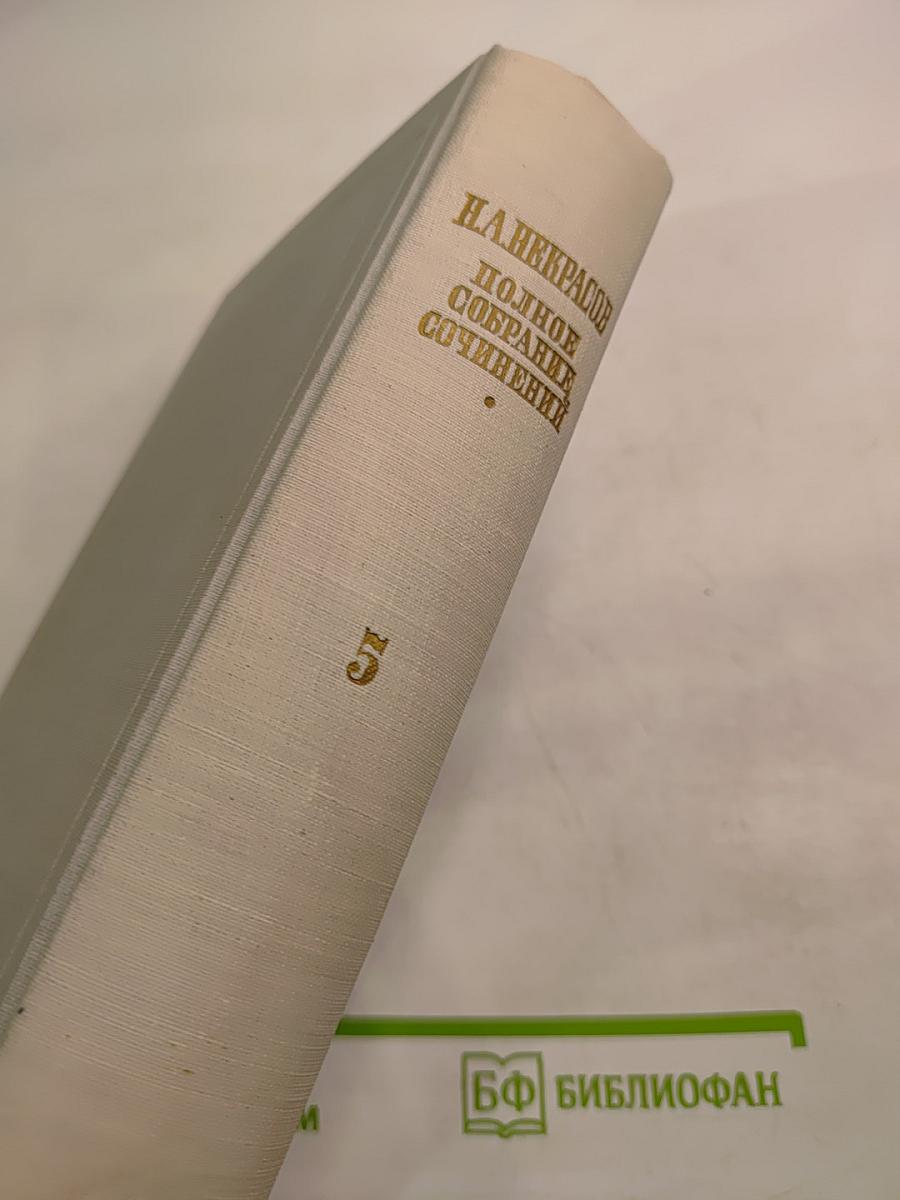 Н.А.НЕКРАСОВ
ПОЛНОЕ
СОБРАНИЕ
СОЧИНЕНИЙ
5
БФ БИБЛИОФАН